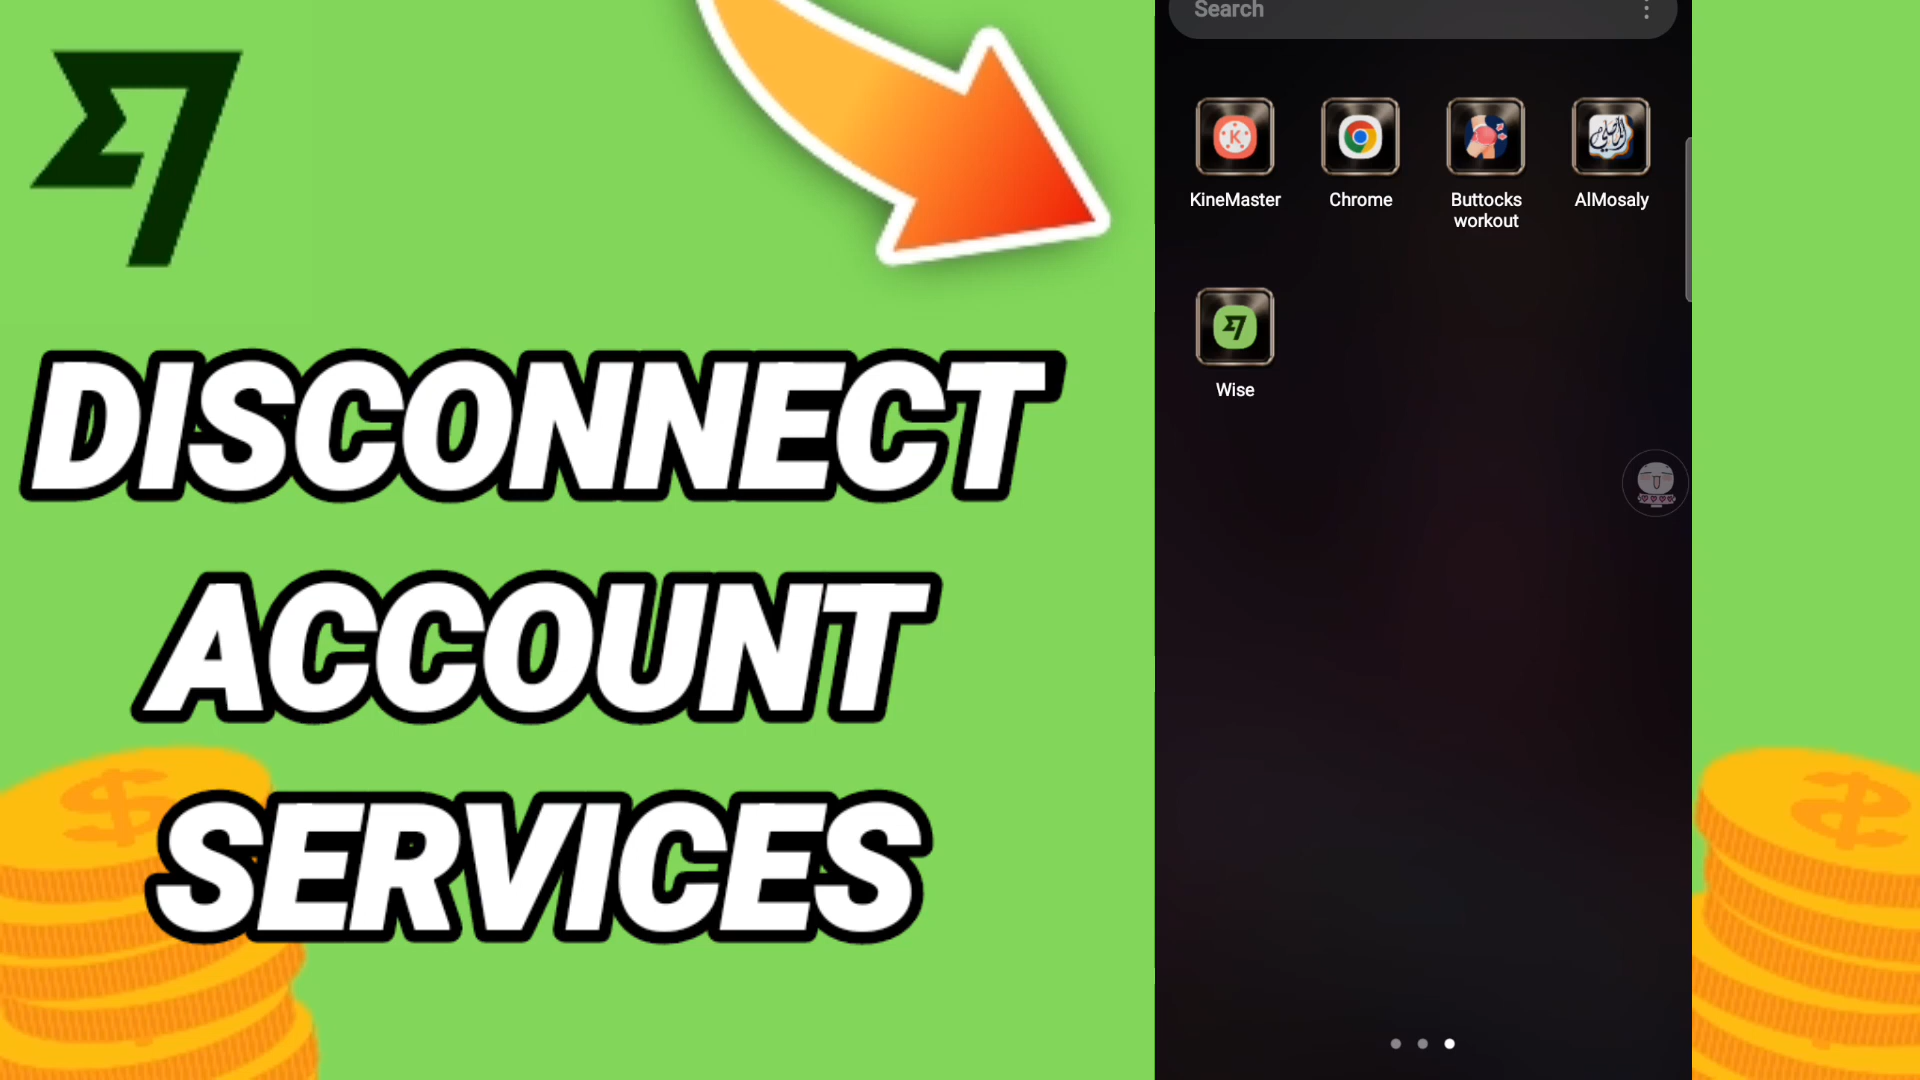 DISCONNECT
ACCOUNT
SERVICES
Search
KineMaster
Chrome
Buttocks
workout
AlMosaly
Wise